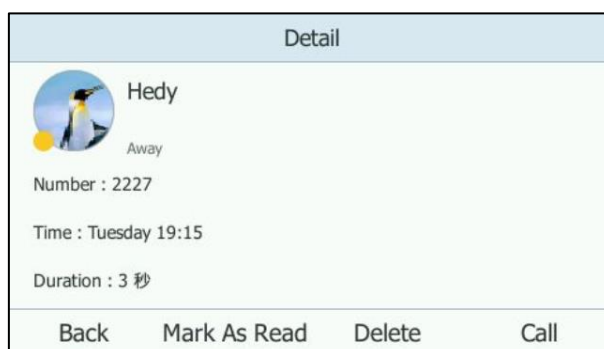 Detail
Hedy
Away
Number : 2227
Time : Tuesday 19:15
Duration : 3 秒
Back Mark As Read Delete Call